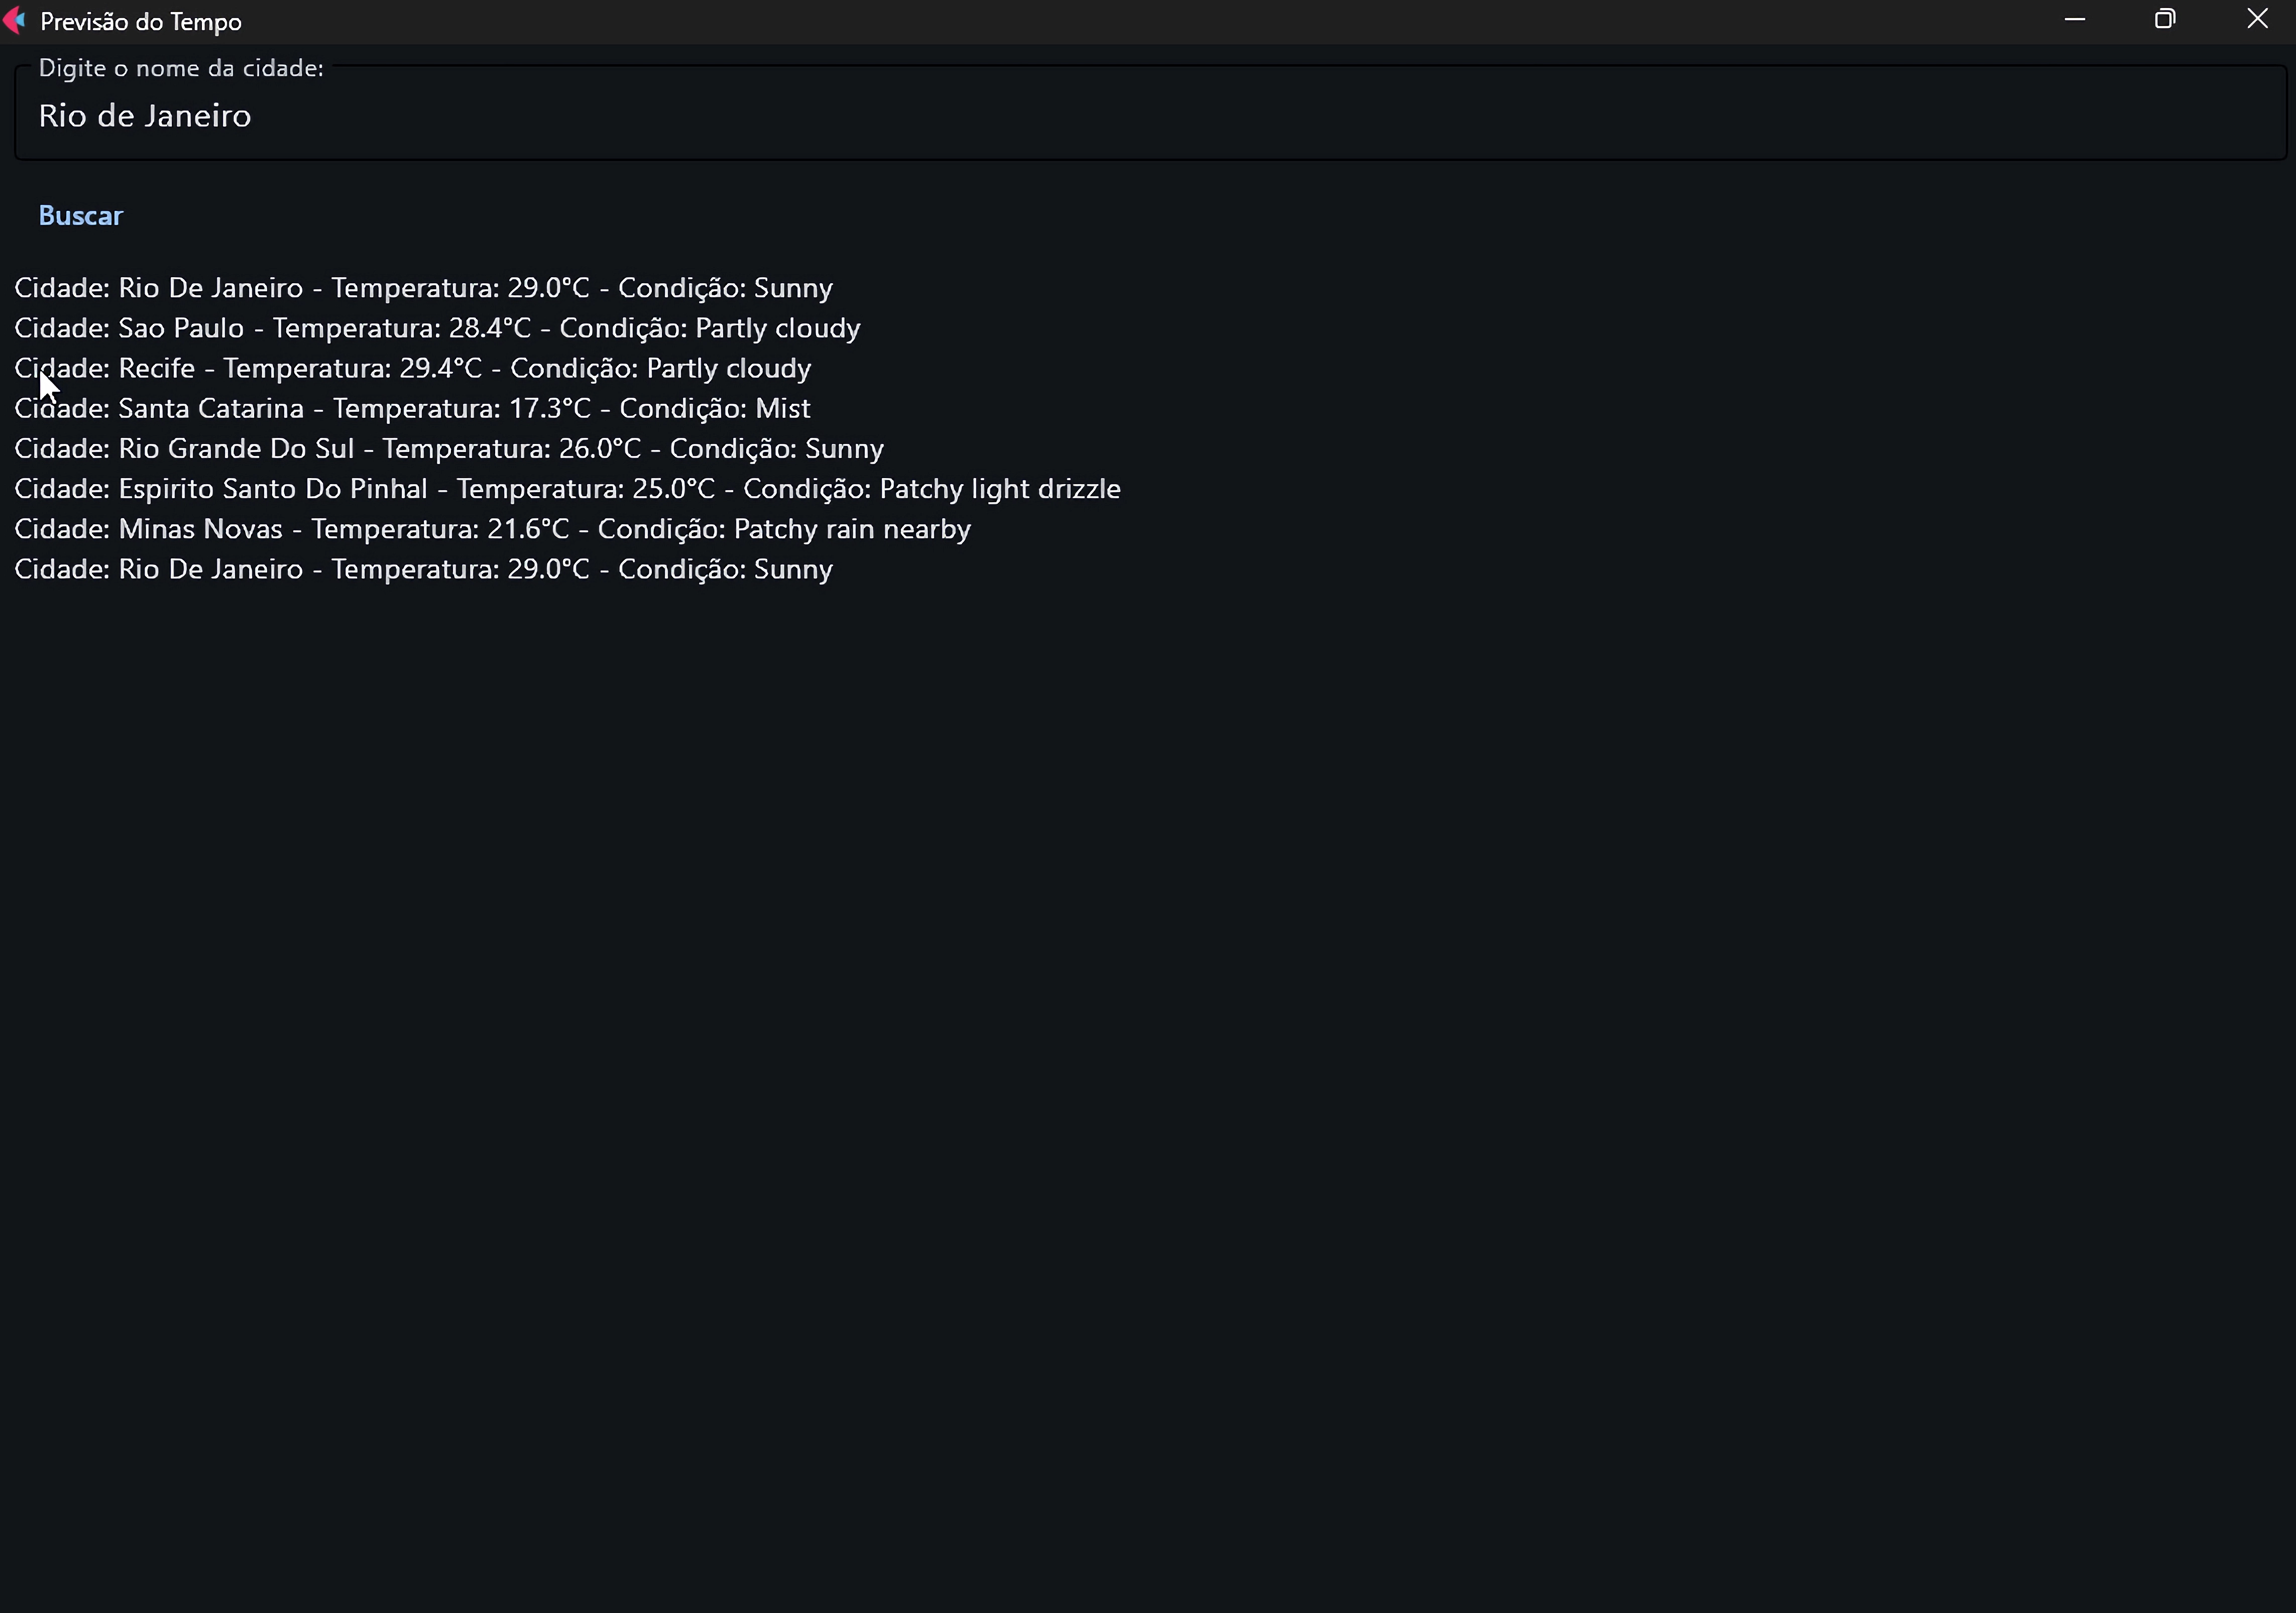 Previsão do Tempo
Digite o nome da cidade:
Rio de Janeiro
Buscar
Cidade: Rio De Janeiro - Temperatura: 29.0°C - Condição: Sunny
Cidade: Sao Paulo - Temperatura: 28.4°C - Condição: Partly cloudy
Cidade: Recife - Temperatura: 29.4°C - Condição: Partly cloudy
Cidade: Santa Catarina - Temperatura: 17.3°C - Condição: Mist
Cidade: Rio Grande Do Sul - Temperatura: 26.0°C - Condição: Sunny
Cidade: Espirito Santo Do Pinhal - Temperatura: 25.0°C - Condição: Patchy light drizzle
Cidade: Minas Novas - Temperatura: 21.6°C - Condição: Patchy rain nearby
Cidade: Rio De Janeiro - Temperatura: 29.0°C - Condição: Sunny